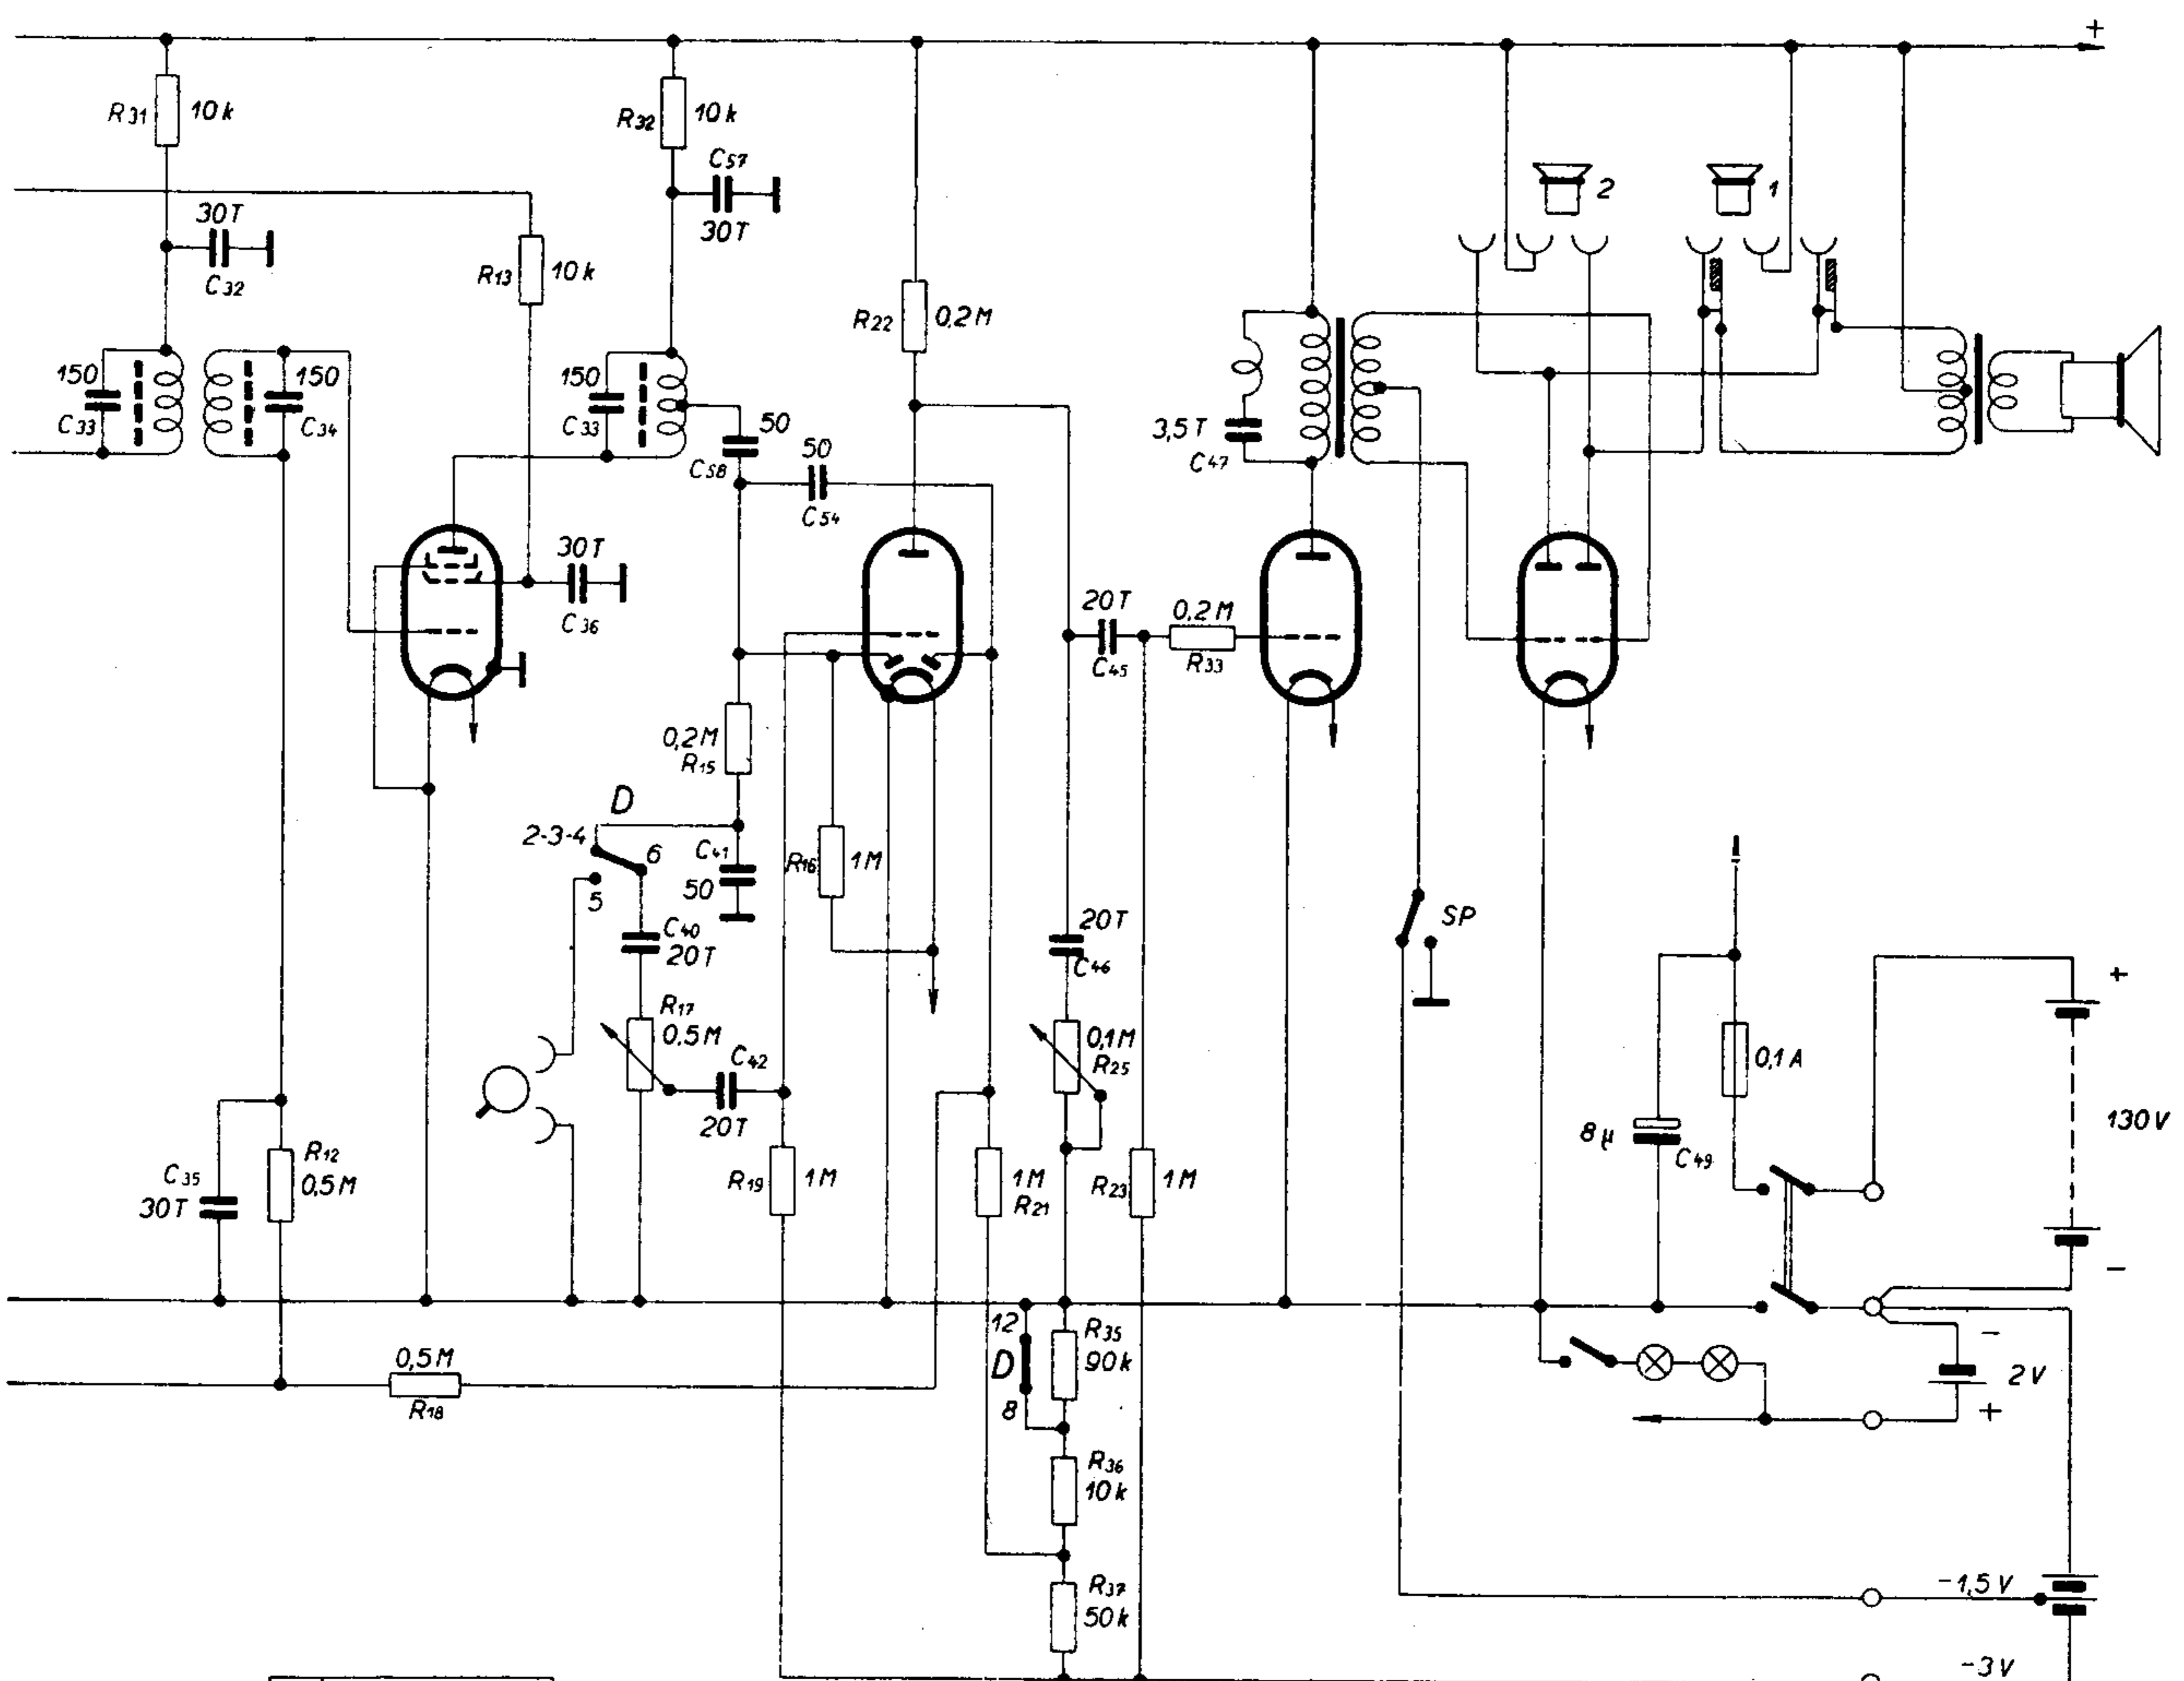 +
R31 10k
R32 10k
C57
30T
2
1
30T
C32
R13 10k
R22 0,2M
150
C33
150
C34
150
C33
50
C58
50
C54
3,5T
C47
30T
C36
20T
C45
0,2M
R33
0,2M
R15
D
2-3-4
6
5
C41
50
R16 1M
C40
20T
20T
C46
SP
R17
0,5M
C42
20T
0,1M
R25
0,1A
+
130V
8µ
C49
C35
30T
R12
0,5M
R19 1M
1M
R21
R23 1M
-
12
D
8
R35
90k
-
2V
+
0,5M
R18
R36
10k
R37
50k
-1,5V
-3V